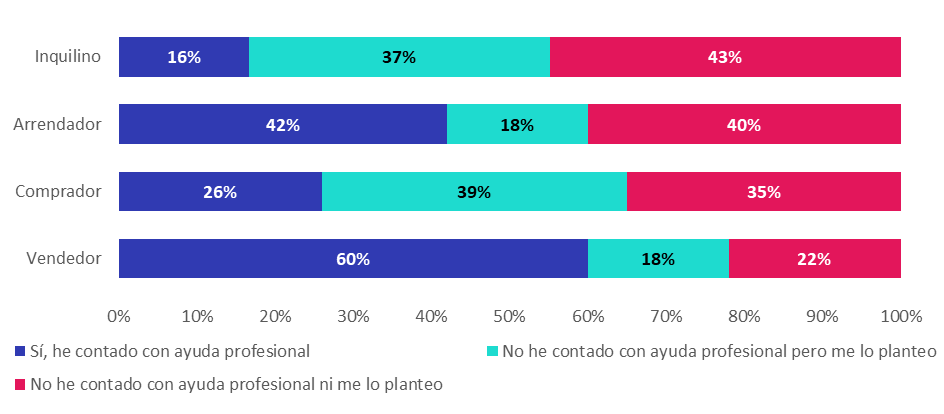 Inquilino 16% 37% 43%
Arrendador 42% 18% 40%
Comprador 26% 39% 35%
Vendedor 60% 18% 22%
0% 10% 20% 30% 40% 50% 60% 70% 80% 90% 100%
Sí, he contado con ayuda profesional No he contado con ayuda profesional pero me lo planteo
No he contado con ayuda profesional ni me lo planteo